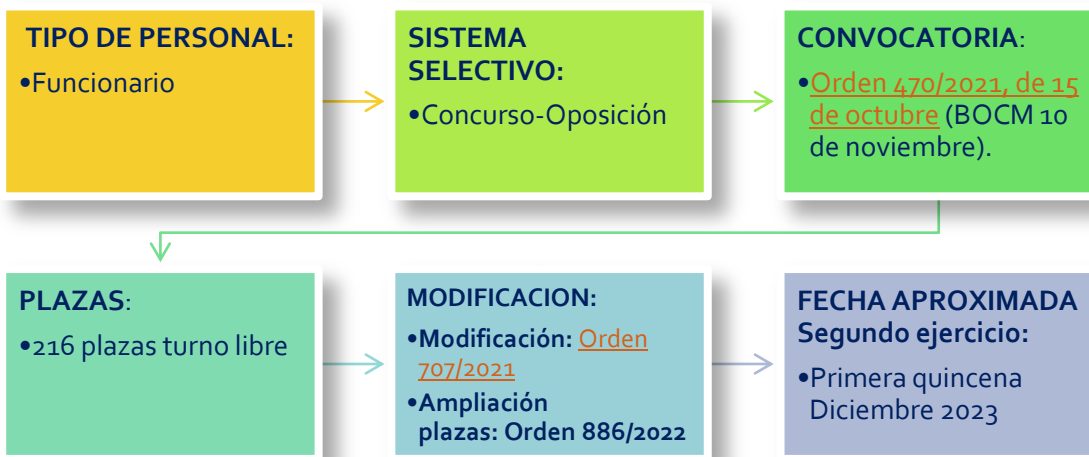 TIPO DE PERSONAL:
•Funcionario
SISTEMA
SELECTIVO:
•Concurso-Oposición
CONVOCATORIA:
•Orden 470/2021, de 15
de octubre (BOCM 10
de noviembre).
PLAZAS:
•216 plazas turno libre
MODIFICACION:
•Modificación: Orden
707/2021
•Ampliación
plazas: Orden 886/2022
FECHA APROXIMADA
Segundo ejercicio:
•Primera quincena
Diciembre 2023